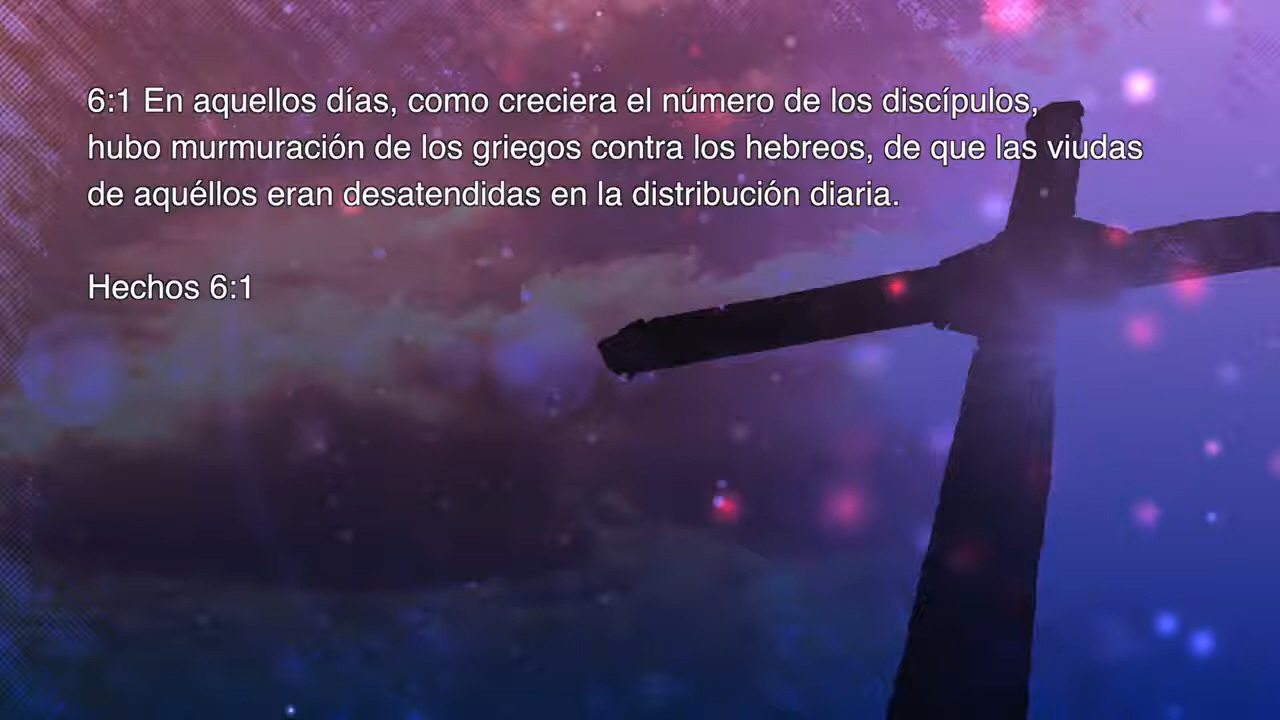 6:1 En aquellos días, como creciera el número de los discípulos,
hubo murmuración de los griegos contra los hebreos, de que las viudas
de aquéllos eran desatendidas en la distribución diaria.
Hechos 6:1